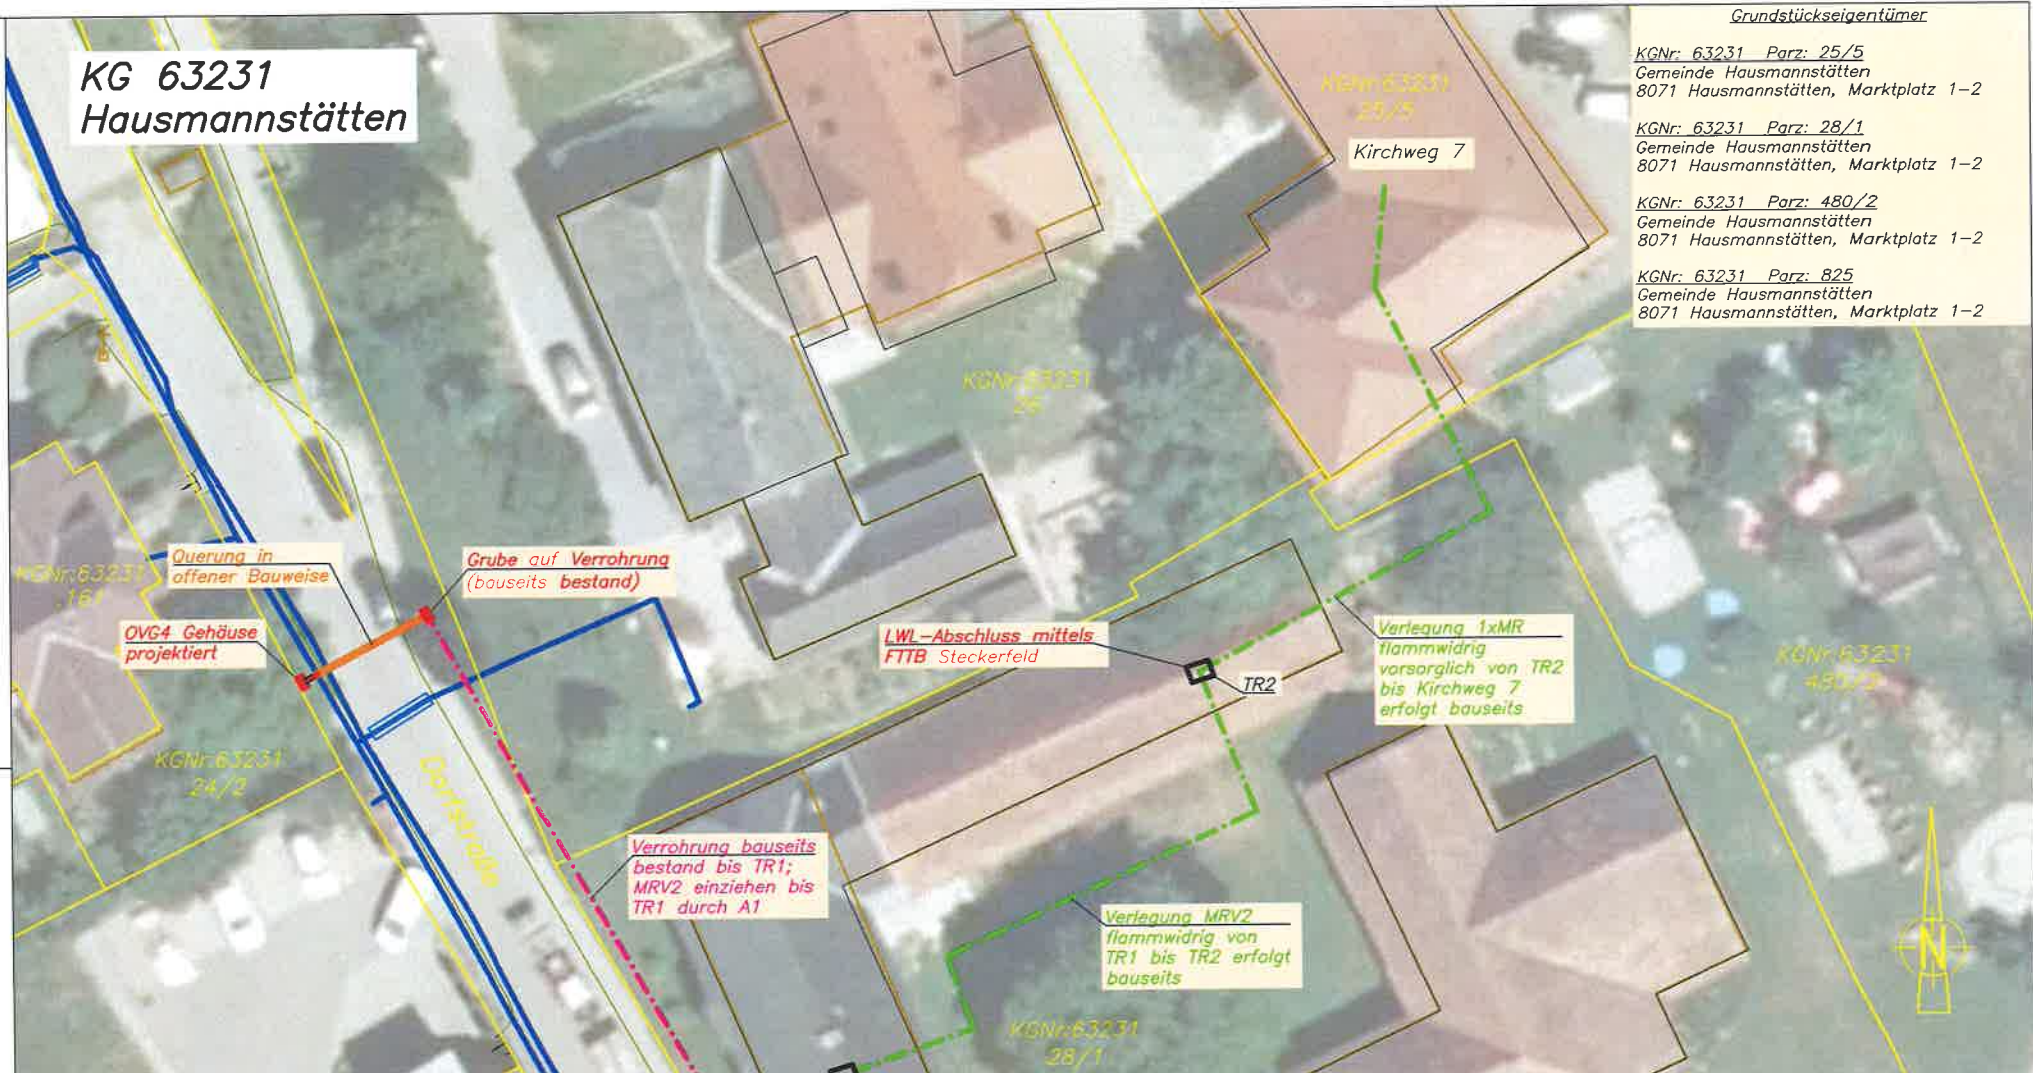 KG 63231
Hausmannstätten
Grundstückseigentümer
KGNr: 63231 Parz: 25/5
Gemeinde Hausmannstätten
8071 Hausmannstätten, Marktplatz 1-2
KGNr: 63231 Parz: 28/1
Gemeinde Hausmannstätten
8071 Hausmannstätten, Marktplatz 1-2
KGNr: 63231 Parz: 480/2
Gemeinde Hausmannstätten
8071 Hausmannstätten, Marktplatz 1-2
KGNr: 63231 Parz: 825
Gemeinde Hausmannstätten
8071 Hausmannstätten, Marktplatz 1-2
KGNr:63231
25/5
Kirchweg 7
KGNr:63231
26
Querung in
offener Bauweise
Grube auf Verrohrung
(bauseits bestand)
KGNr:63231
.161
OVG4 Gehäuse
projektiert
LWL-Abschluss mittels
FTTB Steckerfeld
TR2
Verlegung 1xMR
flammwidrig
vorsorglich von TR2
bis Kirchweg 7
erfolgt bauseits
KGNr:63231
480/2
KGNr:63231
24/2
Dorfstraße
Verrohrung bauseits
bestand bis TR1;
MRV2 einziehen bis
TR1 durch A1
Verlegung MRV2
flammwidrig von
TR1 bis TR2 erfolgt
bauseits
N
KGNr:63231
28/1